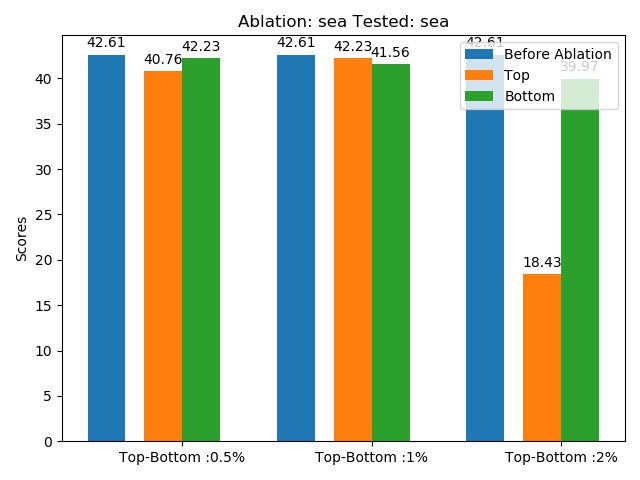 Ablation: sea Tested: sea
42.61
40.76
42.23
42.61
42.23
41.56
42.61
39.97
18.43
Before Ablation
Top
Bottom
Scores
40
35
30
25
20
15
10
5
0
Top-Bottom :0.5%
Top-Bottom :1%
Top-Bottom :2%